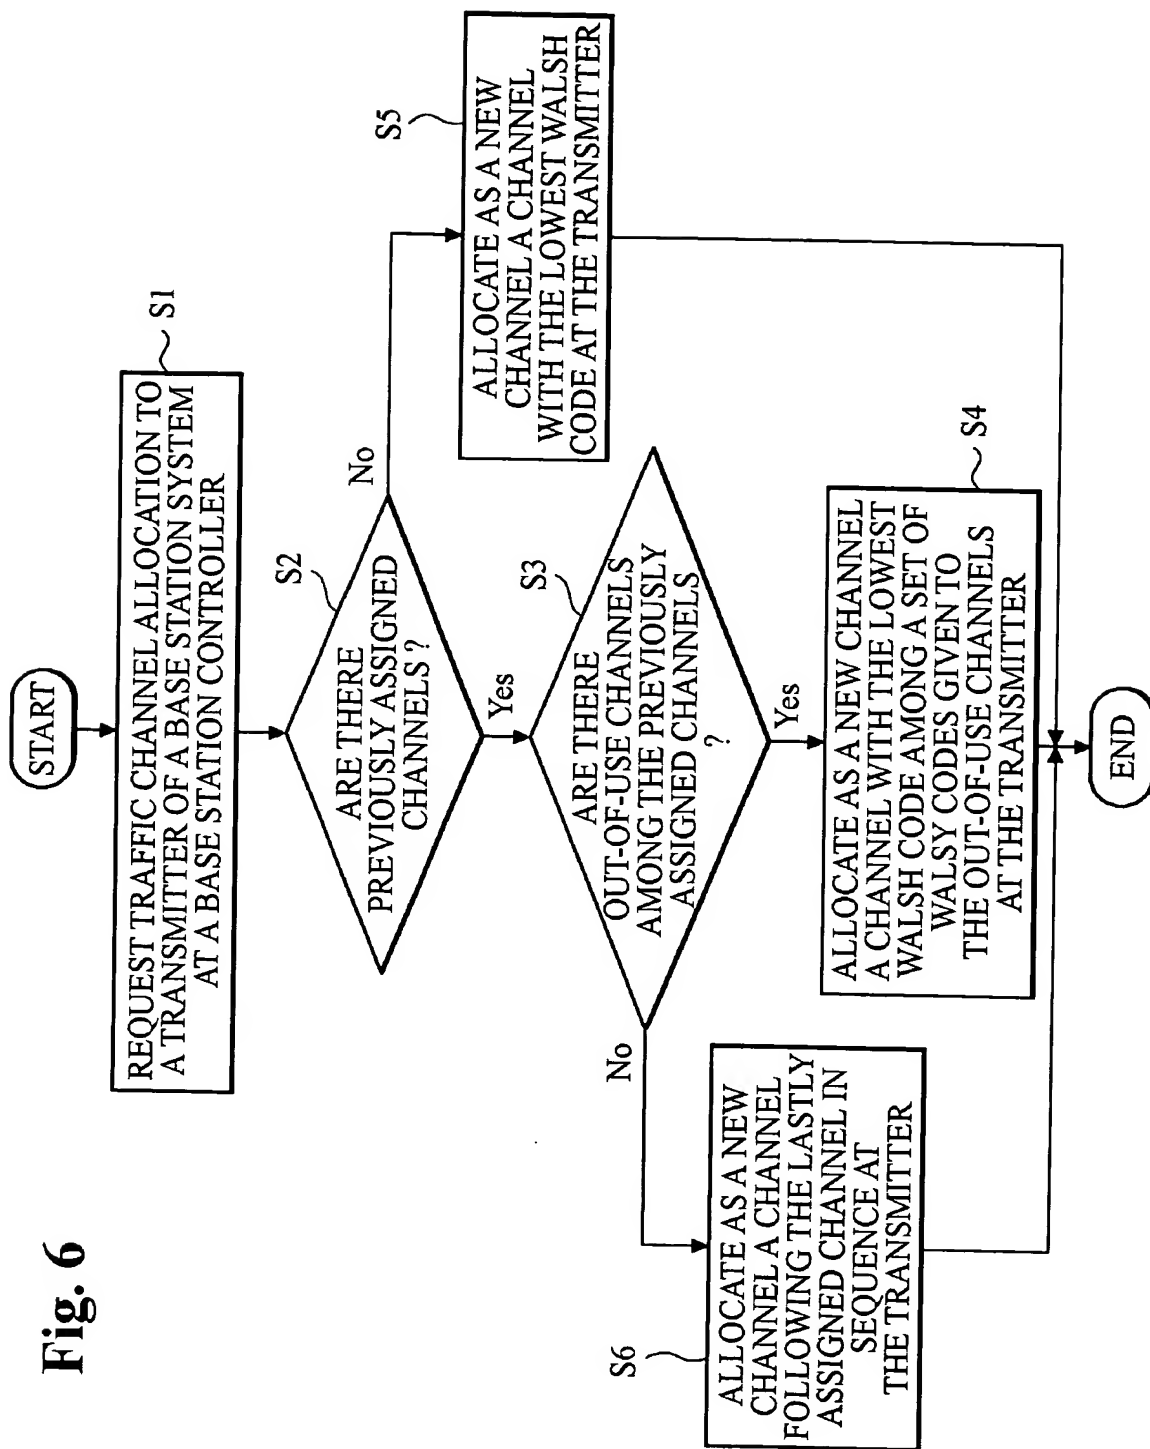 START
REQUEST TRAFFIC CHANNEL ALLOCATION TO
A TRANSMITTER OF A BASE STATION SYSTEM
AT A BASE STATION CONTROLLER
S1
ARE THERE
PREVIOUSLY ASSIGNED
CHANNELS ?
S2
No
Yes
ALLOCATE AS A NEW
CHANNEL A CHANNEL
WITH THE LOWEST WALSH
CODE AT THE TRANSMITTER
S5
ARE THERE
OUT-OF-USE CHANNELS
AMONG THE PREVIOUSLY
ASSIGNED CHANNELS
?
S3
No
Yes
ALLOCATE AS A NEW
CHANNEL A CHANNEL
FOLLOWING THE LASTLY
ASSIGNED CHANNEL IN
SEQUENCE AT
THE TRANSMITTER
S6
ALLOCATE AS A NEW CHANNEL
A CHANNEL WITH THE LOWEST
WALSH CODE AMONG A SET OF
WALSY CODES GIVEN TO
THE OUT-OF-USE CHANNELS
AT THE TRANSMITTER
S4
END
Fig. 6